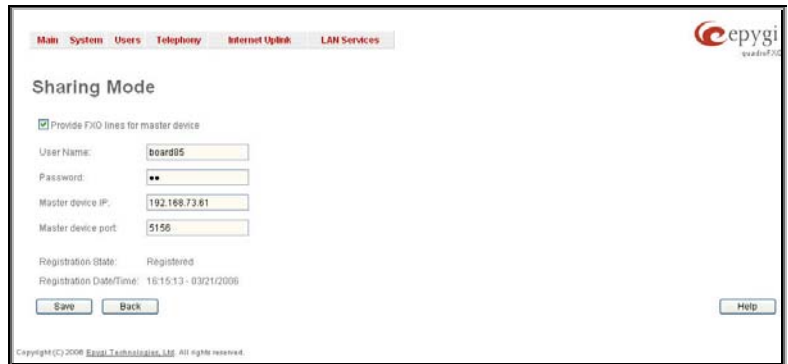 Main System Users Telephony Internet Uplink LAN Services
epygi
quadroFXO
Sharing Mode
Provide FXO lines for master device
User Name: board85
Password: ••
Master device IP: 192.168.73.61
Master device port: 5156
Registration State: Registered
Registration Date/Time: 16:15:13 - 03/21/2006
Save Back Help
Copyright (C) 2006 Epygi Technologies, Ltd. All rights reserved.